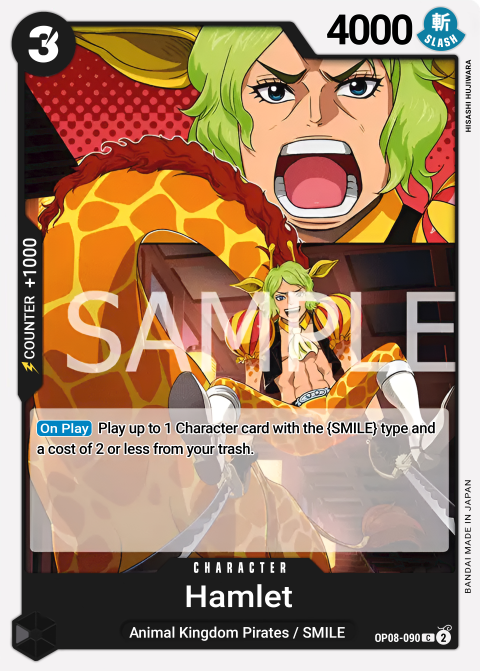 3
4000
斬
SLASH
HISASHI HUJIWARA
COUNTER +1000
SAMPLE
On Play Play up to 1 Character card with the {SMILE} type and
a cost of 2 or less from your trash.
BANDAI MADE IN JAPAN
CHARACTER
Hamlet
Animal Kingdom Pirates / SMILE
OP08-090 C 2